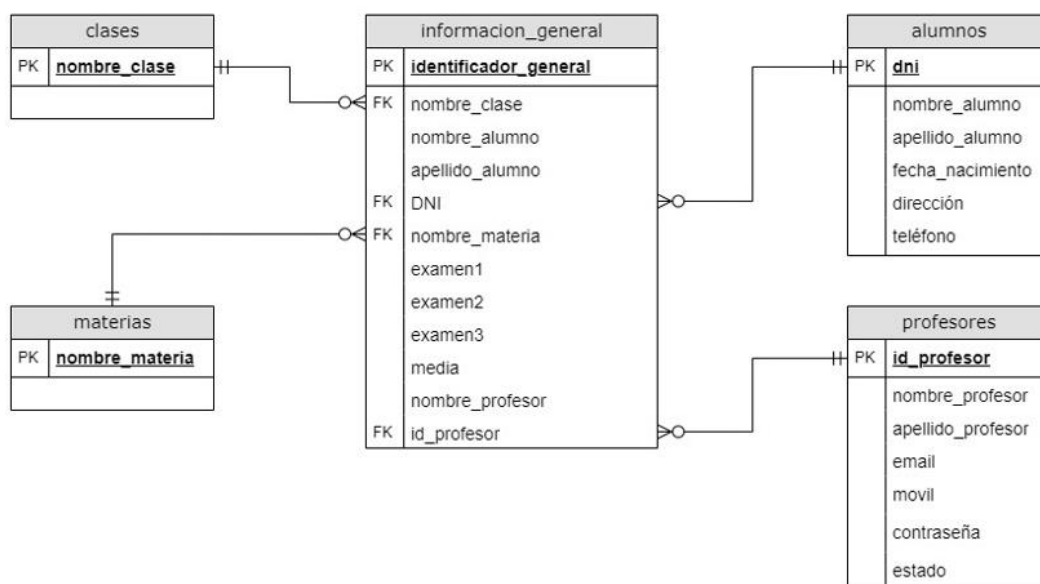 clases
PK nombre_clase
informacion_general
PK identificador_general
FK nombre_clase
nombre_alumno
apellido_alumno
FK DNI
FK nombre_materia
examen1
examen2
examen3
media
nombre_profesor
FK id_profesor
alumnos
PK dni
nombre_alumno
apellido_alumno
fecha_nacimiento
dirección
teléfono
materias
PK nombre_materia
profesores
PK id_profesor
nombre_profesor
apellido_profesor
email
movil
contraseña
estado